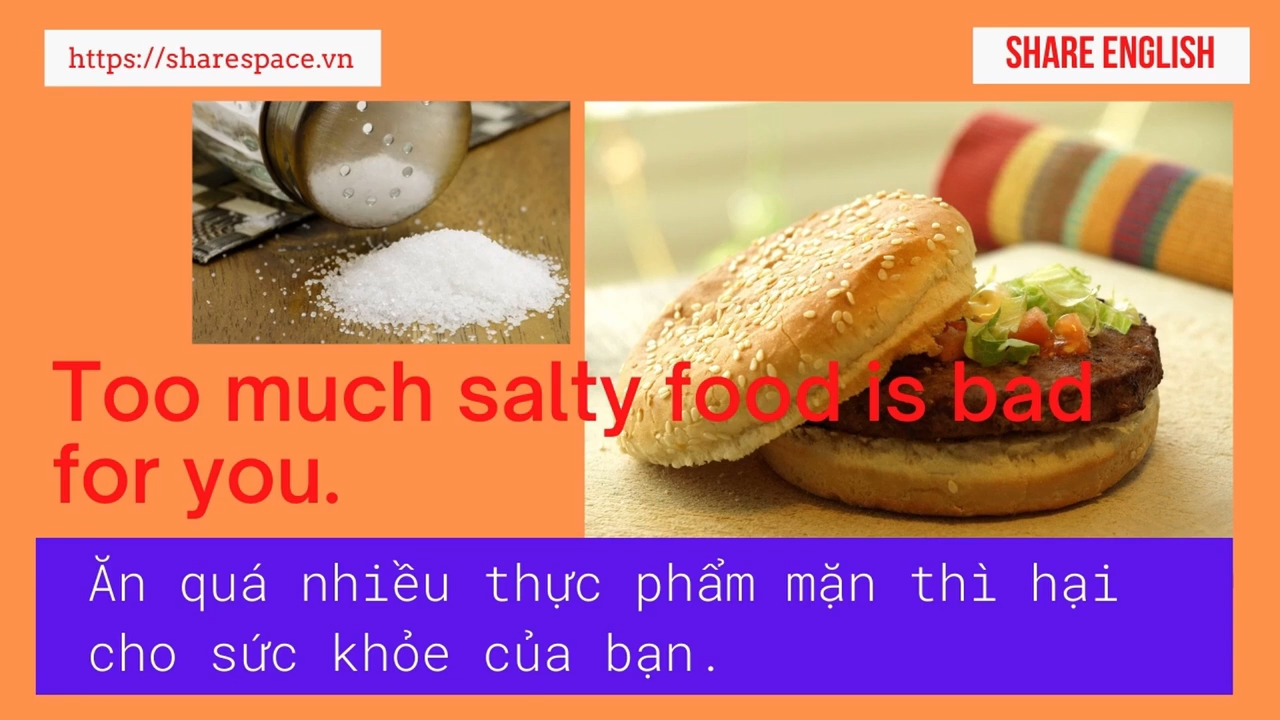 https://sharespace.vn
SHARE ENGLISH
Too much salty food is bad
for you.
Ăn quá nhiều thực phẩm mặn thì hại
cho sức khỏe của bạn.